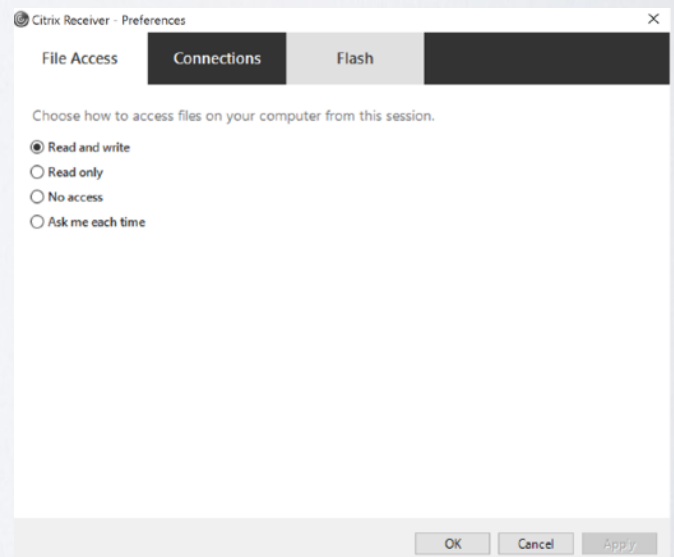 Citrix Receiver - Preferences
File Access
Connections
Flash
Choose how to access files on your computer from this session.
Read and write
Read only
No access
Ask me each time
OK
Cancel
Apply